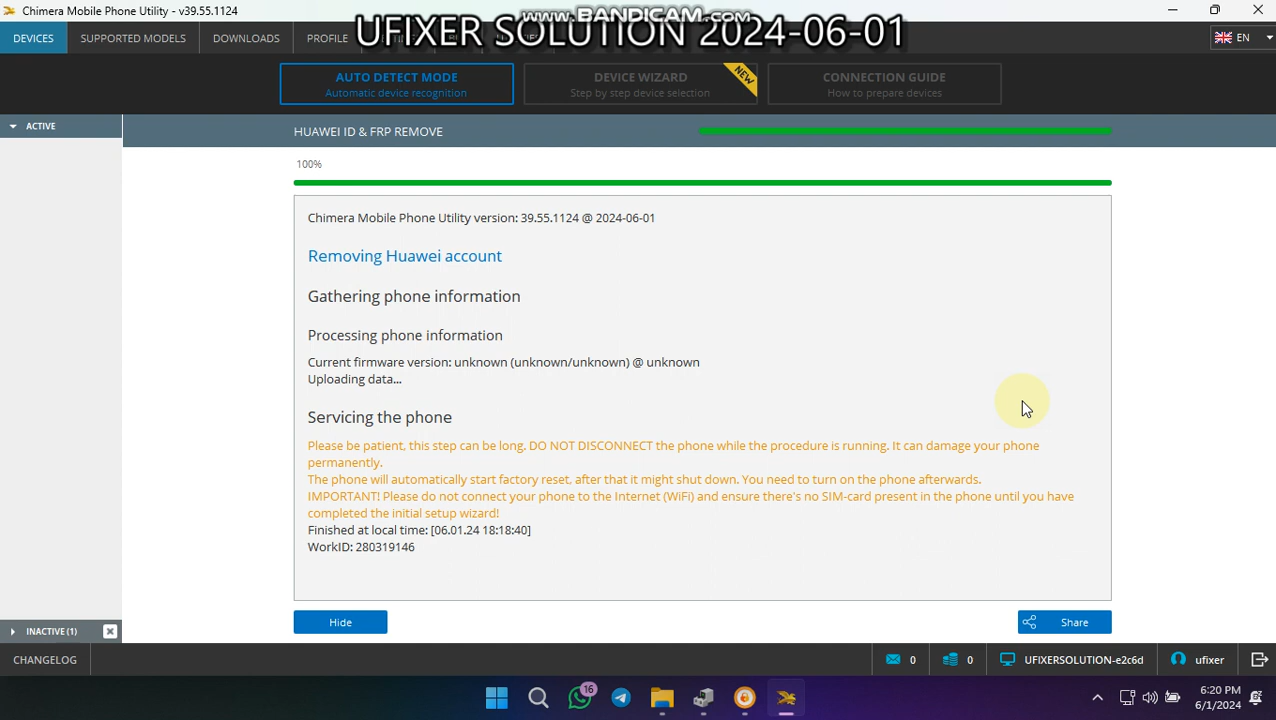 Chimera Mobile Phone Utility - v39.55.1124
www.BANDICAM.com
UFIXER SOLUTION 2024-06-01
DEVICES
SUPPORTED MODELS
DOWNLOADS
PROFILE
EN
AUTO DETECT MODE
Automatic device recognition
DEVICE WIZARD
Step by step device selection
NEW
CONNECTION GUIDE
How to prepare devices
ACTIVE
HUAWEI ID & FRP REMOVE
100%
Chimera Mobile Phone Utility version: 39.55.1124 @ 2024-06-01
Removing Huawei account
Gathering phone information
Processing phone information
Current firmware version: unknown (unknown/unknown) @ unknown
Uploading data...
Servicing the phone
Please be patient, this step can be long. DO NOT DISCONNECT the phone while the procedure is running. It can damage your phone
permanently.
The phone will automatically start factory reset, after that it might shut down. You need to turn on the phone afterwards.
IMPORTANT! Please do not connect your phone to the Internet (WiFi) and ensure there's no SIM-card present in the phone until you have
completed the initial setup wizard!
Finished at local time: [06.01.24 18:18:40]
WorkID: 280319146
Hide
Share
INACTIVE (1)
CHANGELOG
0
0
UFIXERSOLUTION-e2c6d
ufixer
16
6:20 PM
6/1/2024